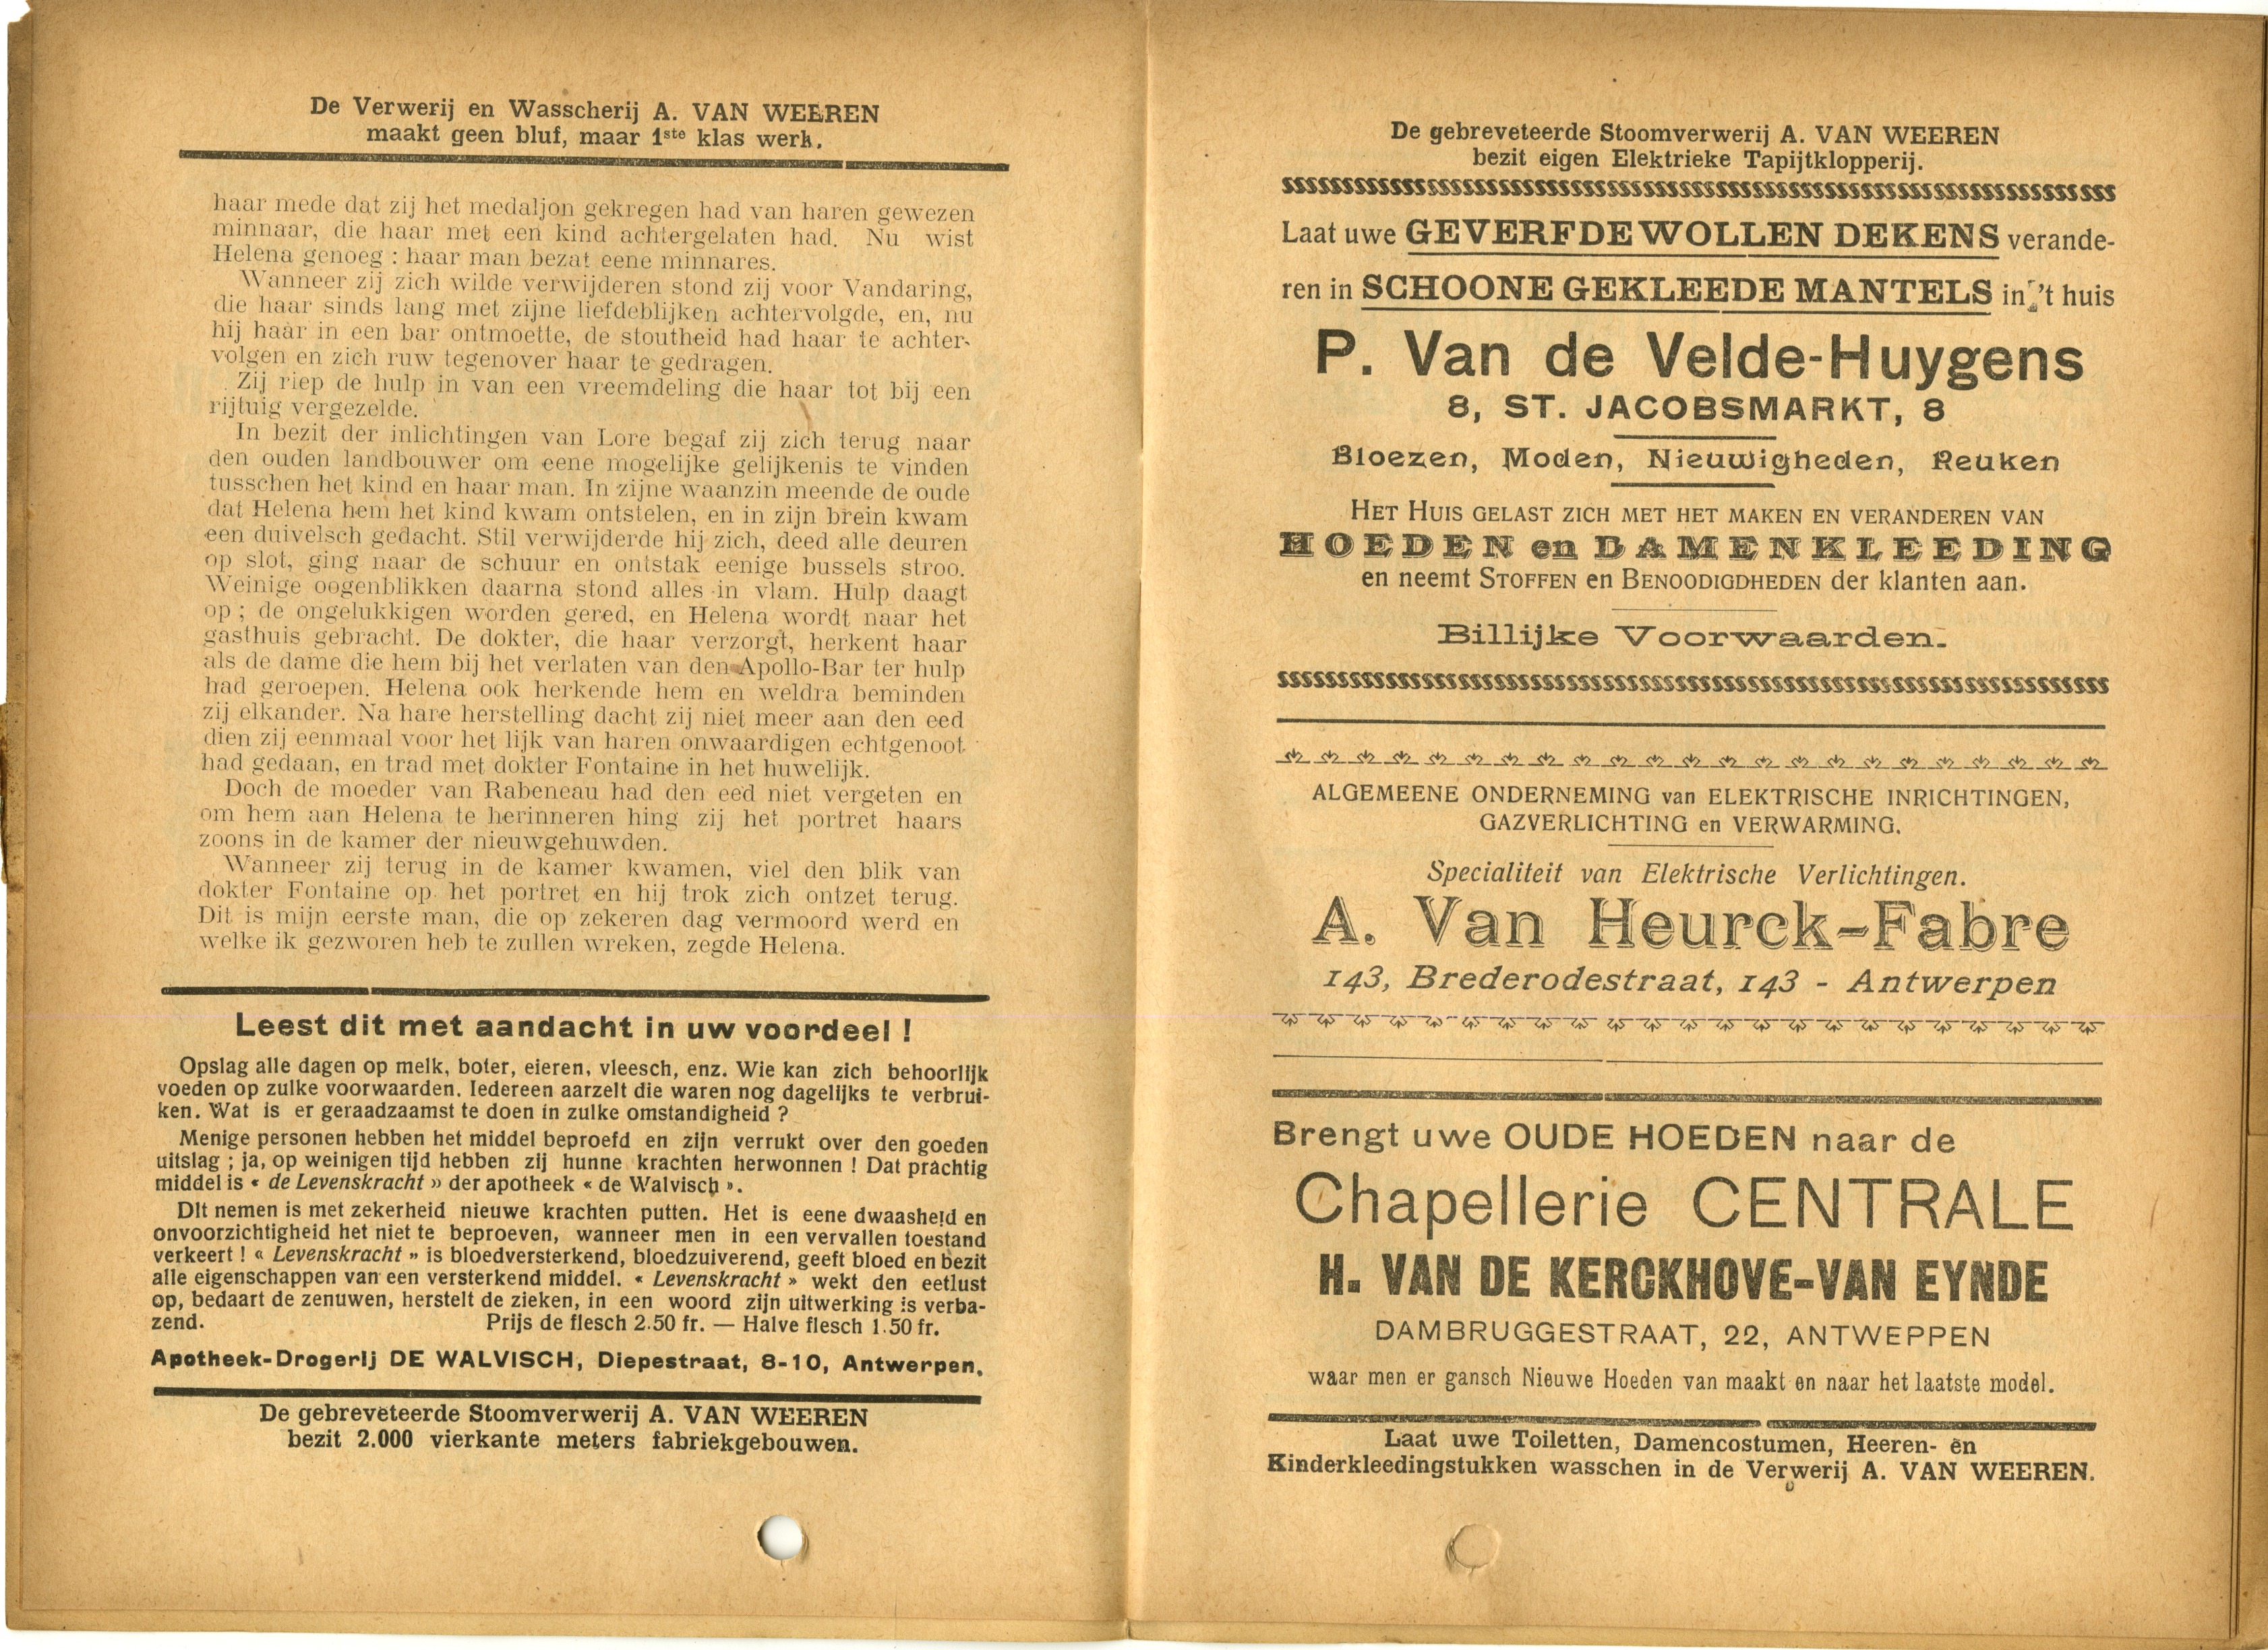 De Verwerij en Wasscherij A. VAN WEEREN
maakt geen bluf, maar 1ste klas werk.
haar mede dat zij het medaljon gekregen had van haren gewezen
minnaar, die haar met een kind achtergelaten had. Nu wist
Helena genoeg : haar man bezat eene minnares.
Wanneer zij zich wilde verwijderen stond zij voor Vandaring,
die haar sinds lang met zijne liefdeblijken achtervolgde, en, nu
hij haar in een bar ontmoette, de stoutheid had haar te achter-
volgen en zich ruw tegenover haar te gedragen.
Zij riep de hulp in van een vreemdeling die haar tot bij een
rijtuig vergezelde.
In bezit der inlichtingen van Lore begaf zij zich terug naar
den ouden landbouwer om eene mogelijke gelijkenis te vinden
tusschen het kind en haar man. In zijne waanzin meende de oude
dat Helena hem het kind kwam ontstelen, en in zijn brein kwam
een duivelsch gedacht. Stil verwijderde hij zich, deed alle deuren
op slot, ging naar de schuur en ontstak eenige bussels stroo.
Weinige oogenblikken daarna stond alles in vlam. Hulp daagt
op ; de ongelukkigen worden gered, en Helena wordt naar het
gasthuis gebracht. De dokter, die haar verzorgt, herkent haar
als de dame die hem bij het verlaten van den Apollo-Bar ter hulp
had geroepen. Helena ook herkende hem en weldra beminden
zij elkander. Na hare herstelling dacht zij niet meer aan den eed
dien zij eenmaal voor het lijk van haren onwaardigen echtgenoot
had gedaan, en trad met dokter Fontaine in het huwelijk.
Doch de moeder van Rabeneau had den eed niet vergeten en
om hem aan Helena te herinneren hing zij het portret haars
zoons in de kamer der nieuwgehuwden.
Wanneer zij terug in de kamer kwamen, viel den blik van
dokter Fontaine op het portret en hij trok zich ontzet terug.
Dit is mijn eerste man, die op zekeren dag vermoord werd en
welke ik gezworen heb te zullen wreken, zegde Helena.
Leest dit met aandacht in uw voordeel !
Opslag alle dagen op melk, boter, eieren, vleesch, enz. Wie kan zich behoorlijk
voeden op zulke voorwaarden. Iedereen aarzelt die waren nog dagelijks te verbrui-
ken. Wat is er geraadzaamst te doen in zulke omstandigheid ?
Menige personen hebben het middel beproefd en zijn verrukt over den goeden
uitslag ; ja, op weinigen tijd hebben zij hunne krachten herwonnen ! Dat prachtig
middel is « de Levenskracht » der apotheek « de Walvisch ».
Dit nemen is met zekerheid nieuwe krachten putten. Het is eene dwaasheid en
onvoorzichtigheid het niet te beproeven, wanneer men in een vervallen toestand
verkeert ! « Levenskracht » is bloedversterkend, bloedzuiverend, geeft bloed en bezit
alle eigenschappen van een versterkend middel. « Levenskracht » wekt den eetlust
op, bedaart de zenuwen, herstelt de zieken, in een woord zijn uitwerking is verba-
zend. Prijs de flesch 2.50 fr. — Halve flesch 1.50 fr.
Apotheek-Drogerij DE WALVISCH, Diepestraat, 8-10, Antwerpen.
De gebreveteerde Stoomverwerij A. VAN WEEREN
bezit 2.000 vierkante meters fabriekgebouwen.
De gebreveteerde Stoomverwerij A. VAN WEEREN
bezit eigen Elektrieke Tapijtklopperij.
Laat uwe GEVERFDE WOLLEN DEKENS verande-
ren in SCHOONE GEKLEEDE MANTELS in 't huis
P. Van de Velde-Huygens
8, ST. JACOBSMARKT, 8
Bloezen, Moden, Nieuwigheden, Reuken
HET HUIS GELAST ZICH MET HET MAKEN EN VERANDEREN VAN
HOEDEN en DAMENKLEEDING
en neemt STOFFEN en BENOODIGDHEDEN der klanten aan.
Billijke Voorwaarden.
ALGEMEENE ONDERNEMING van ELEKTRISCHE INRICHTINGEN,
GAZVERLICHTING en VERWARMING.
Specialiteit van Elektrische Verlichtingen.
A. Van Heurck-Fabre
143, Brederodestraat, 143 - Antwerpen
Brengt uwe OUDE HOEDEN naar de
Chapellerie CENTRALE
H. VAN DE KERCKHOVE-VAN EYNDE
DAMBRUGGESTRAAT, 22, ANTWEPPEN
waar men er gansch Nieuwe Hoeden van maakt en naar het laatste model.
Laat uwe Toiletten, Damencostumen, Heeren- en
Kinderkleedingstukken wasschen in de Verwerij A. VAN WEEREN.